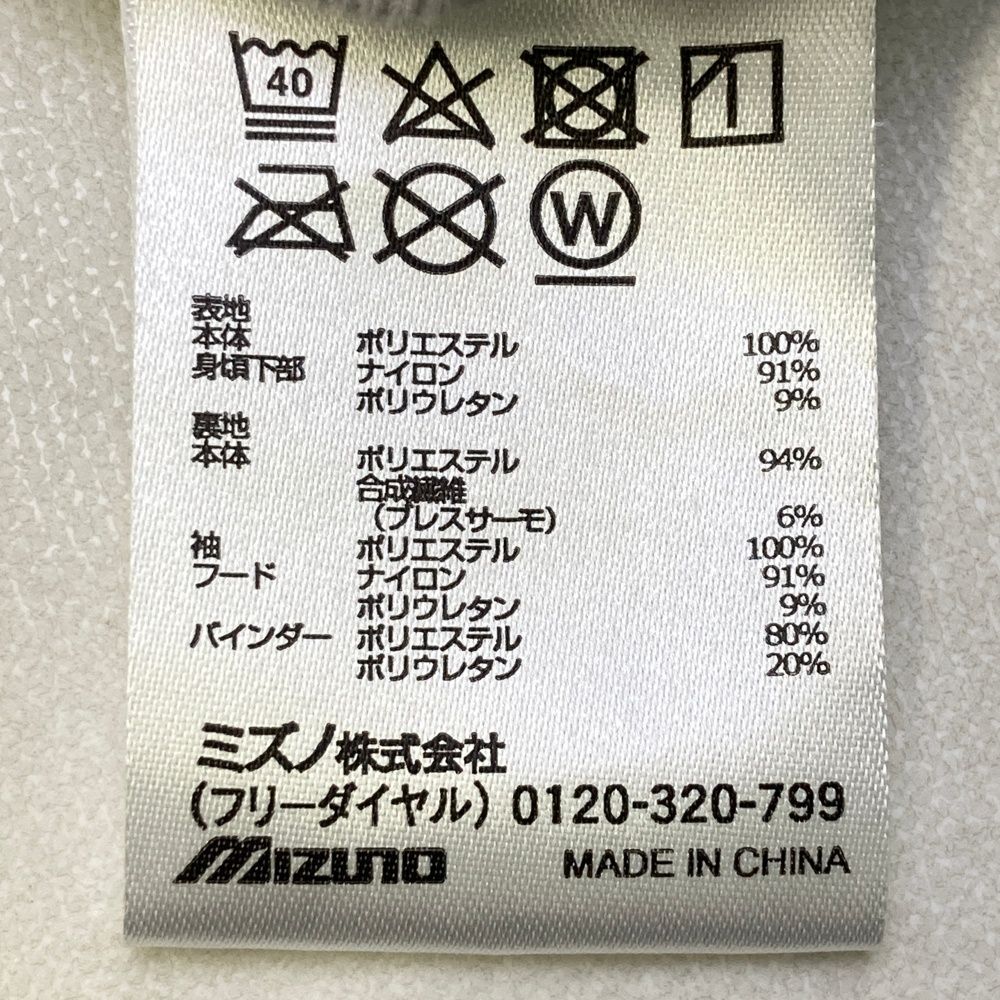 40
W
表地
本体 ポリエステル 100%
身頃下部 ナイロン 91%
ポリウレタン 9%
裏地
本体 ポリエステル 94%
合成繊維
(ブレスサーモ) 6%
袖 ポリエステル 100%
フード ナイロン 91%
ポリウレタン 9%
バインダー ポリエステル 80%
ポリウレタン 20%
ミズノ株式会社
(フリーダイヤル) 0120-320-799
MIZUNO MADE IN CHINA